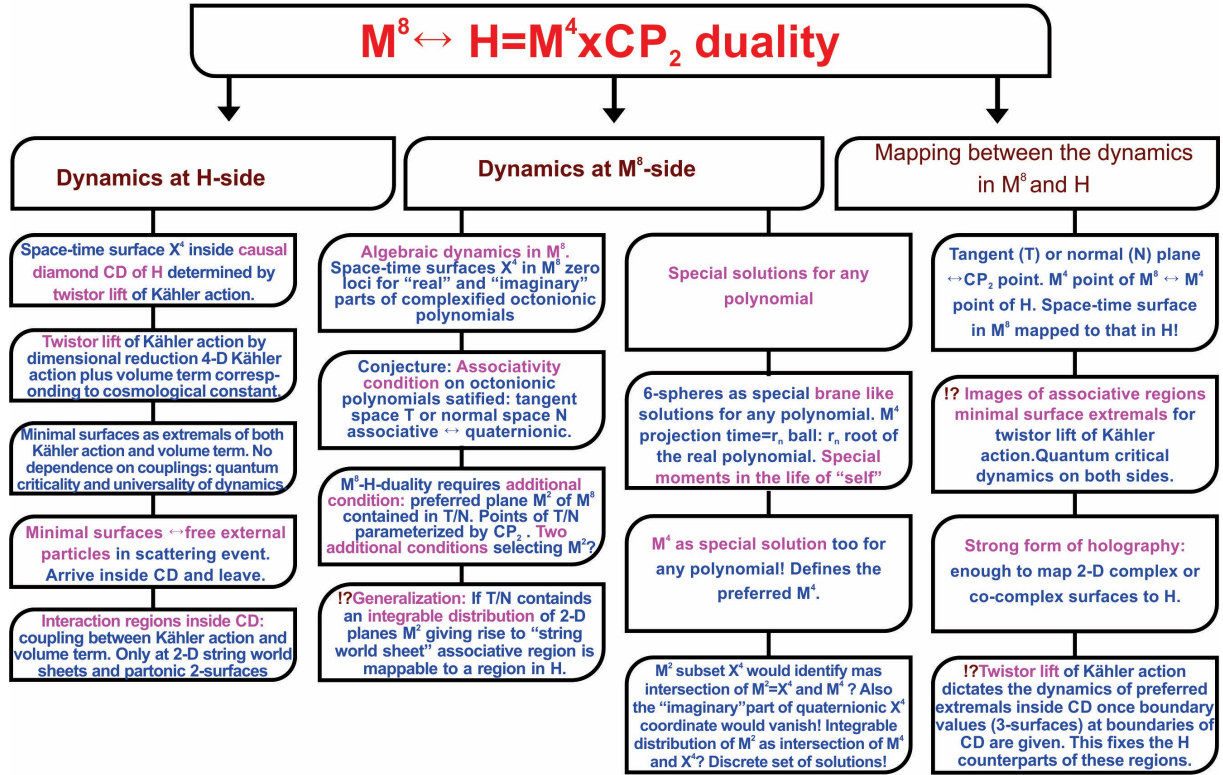 M⁸↔ H=M⁴xCP₂ duality
Dynamics at H-side
Space-time surface X⁴ inside causal
diamond CD of H determined by
twistor lift of Kähler action.
Twistor lift of Kähler action by
dimensional reduction 4-D Kähler
action plus volume term corresp-
onding to cosmological constant.
Minimal surfaces as extremals of both
Kähler action and volume term. No
dependence on couplings: quantum
criticality and universality of dynamics
Minimal surfaces ↔free external
particles in scattering event.
Arrive inside CD and leave.
Interaction regions inside CD:
coupling between Kähler action and
volume term. Only at 2-D string world
sheets and partonic 2-surfaces
Dynamics at M⁸-side
Algebraic dynamics in M⁸.
Space-time surfaces X⁴ in M⁸ zero
loci for “real” and “imaginary”
parts of complexified octonionic
polynomials
Conjecture: Associativity
condition on octonionic
polynomials satified: tangent
space T or normal space N
associative ↔ quaternionic.
M⁸-H-duality requires additional
condition: preferred plane M² of M⁸
contained in T/N. Points of T/N
parameterized by CP₂ . Two
additional conditions selecting M²?
!?Generalization: If T/N containds
an integrable distribution of 2-D
planes M² giving rise to “string
world sheet” associative region is
mappable to a region in H.
Special solutions for any
polynomial
6-spheres as special brane like
solutions for any polynomial. M⁴
projection time=rₙ ball: rₙ root of
the real polynomial. Special
moments in the life of “self”
M⁴ as special solution too for
any polynomial! Defines the
preferred M⁴.
M² subset X⁴ would identify mas
intersection of M²=X⁴ and M⁴ ? Also
the “imaginary”part of quaternionic X⁴
coordinate would vanish! Integrable
distribution of M² as intersection of M⁴
and X⁴? Discrete set of solutions!
Mapping between the dynamics
in M⁸ and H
Tangent (T) or normal (N) plane
↔CP₂ point. M⁴ point of M⁸ ↔ M⁴
point of H. Space-time surface
in M⁸ mapped to that in H!
!? Images of associative regions
minimal surface extremals for
twistor lift of Kähler
action.Quantum critical
dynamics on both sides.
Strong form of holography:
enough to map 2-D complex or
co-complex surfaces to H.
!?Twistor lift of Kähler action
dictates the dynamics of preferred
extremals inside CD once boundary
values (3-surfaces) at boundaries of
CD are given. This fixes the H
counterparts of these regions.